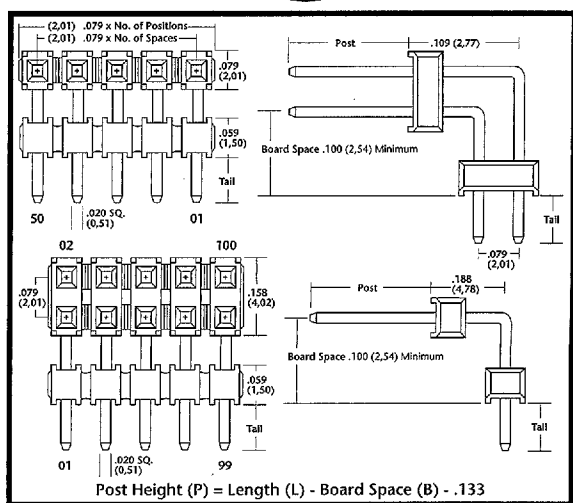 (2,01) .079 x No. of Positions
(2,01) .079 x No. of Spaces
.079
(2,01)
.059
(1,50)
Tail
50
.020 SQ.
(0,51)
01
Post
.109 (2,77)
Board Space .100 (2,54) Minimum
Tail
.079
(2,01)
02
100
.079
(2,01)
.158
(4,02)
.059
(1,50)
Tail
01
.020 SQ.
(0,51)
99
Post
.188
(4,78)
Board Space .100 (2,54) Minimum
Tail
Post Height (P) = Length (L) - Board Space (B) - .133